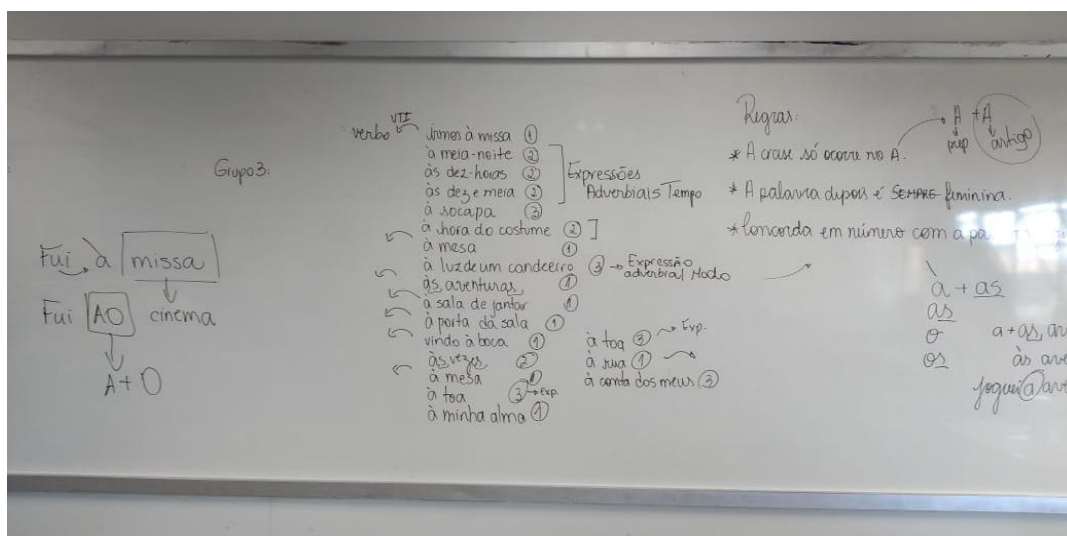 Grupo 3:
Fui à missa
Fui AO cinema
A + O
verbo VTI
irmos à missa ①
à meia-noite ②
às dez-horas ②
às dez e meia ②
Expressões
Adverbiais Tempo
à socapa ③
à hora do costume ②
à mesa ①
à luz de um candeeiro ③ → Expressão
adverbial Modo
às aventuras ①
à sala de jantar ①
à porta da sala ①
vindo à boca ①
às vezes ②
à mesa ①
à toa ③ → Exp.
à minha alma ①
à toa ③ → Exp.
à rua ①
à conta dos meus ③
Regras:
A + A
prep artigo
* A crase só ocorre no A.
* A palavra depois é SEMPRE feminina.
* Concorda em número com a pa
a + as
as
o
os
a + as, av
às ave
joguei a ave